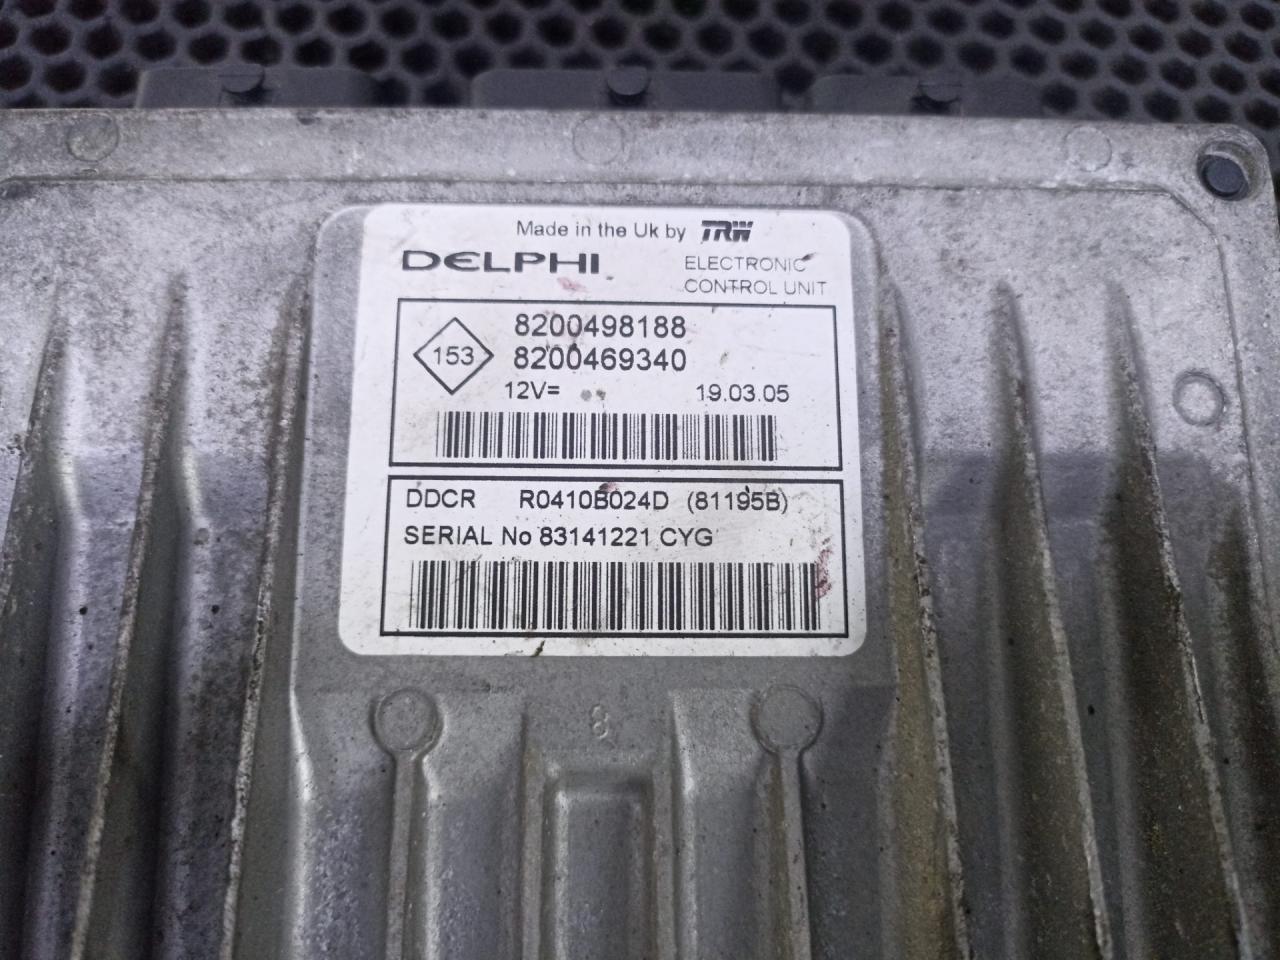 Made in the Uk by TRW
DELPHI
ELECTRONIC
CONTROL UNIT
153
8200498188
8200469340
12V= 19.03.05
DDCR R0410B024D (81195B)
SERIAL No 83141221 CYG
8